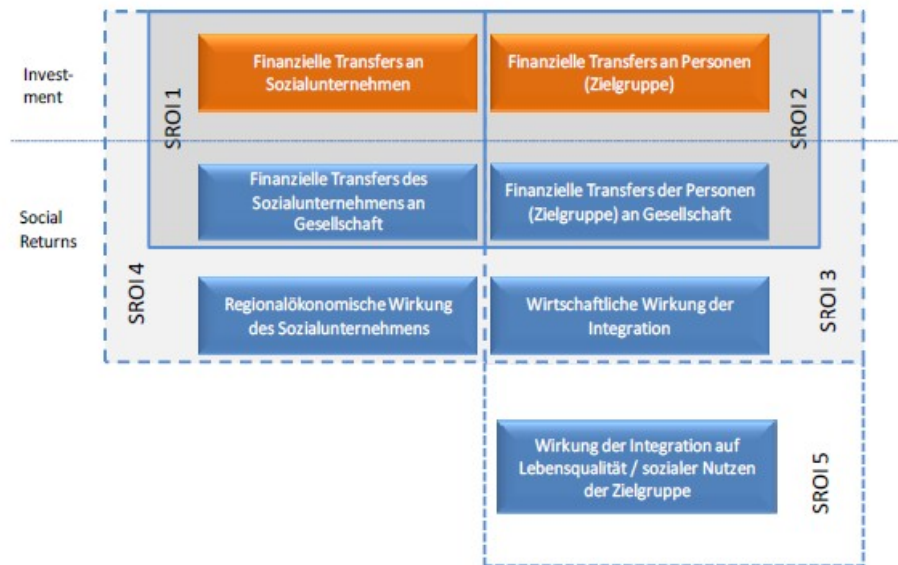 Finanzielle Transfers an
Sozialunternehmen
Finanzielle Transfers an Personen
(Zielgruppe)
Invest-
ment
SROI 1
SROI 2
Finanzielle Transfers des
Sozialunternehmens an
Gesellschaft
Finanzielle Transfers der Personen
(Zielgruppe) an Gesellschaft
Social
Returns
SROI 4
Regionalökonomische Wirkung
des Sozialunternehmens
Wirtschaftliche Wirkung der
Integration
SROI 3
Wirkung der Integration auf
Lebensqualität / sozialer Nutzen
der Zielgruppe
SROI 5